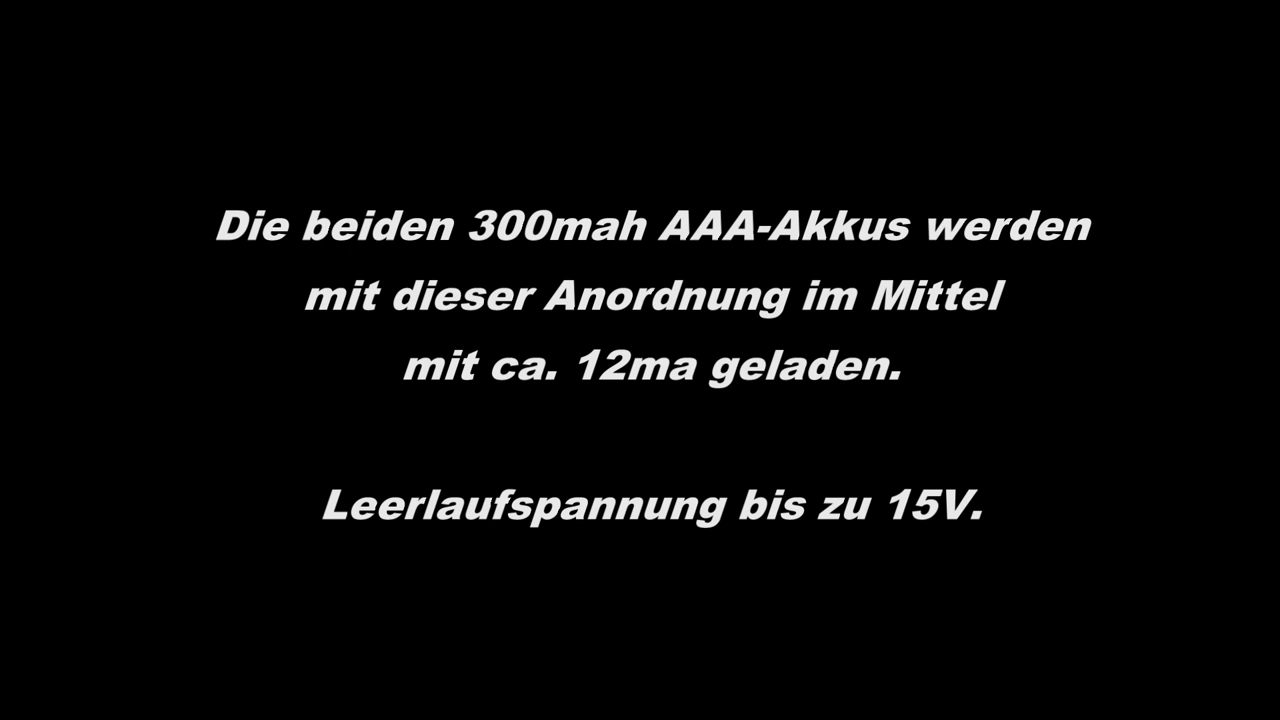 Die beiden 300mah AAA-Akkus werden
mit dieser Anordnung im Mittel
mit ca. 12ma geladen.
Leerlaufspannung bis zu 15V.